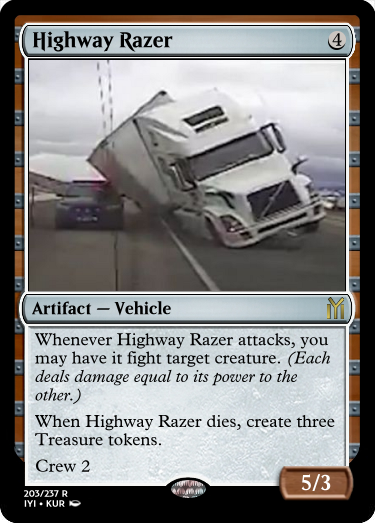 Highway Razer 4
Artifact — Vehicle
Whenever Highway Razer attacks, you
may have it fight target creature. (Each
deals damage equal to its power to the
other.)
When Highway Razer dies, create three
Treasure tokens.
Crew 2
5/3
203/237 R
IYI • KUR